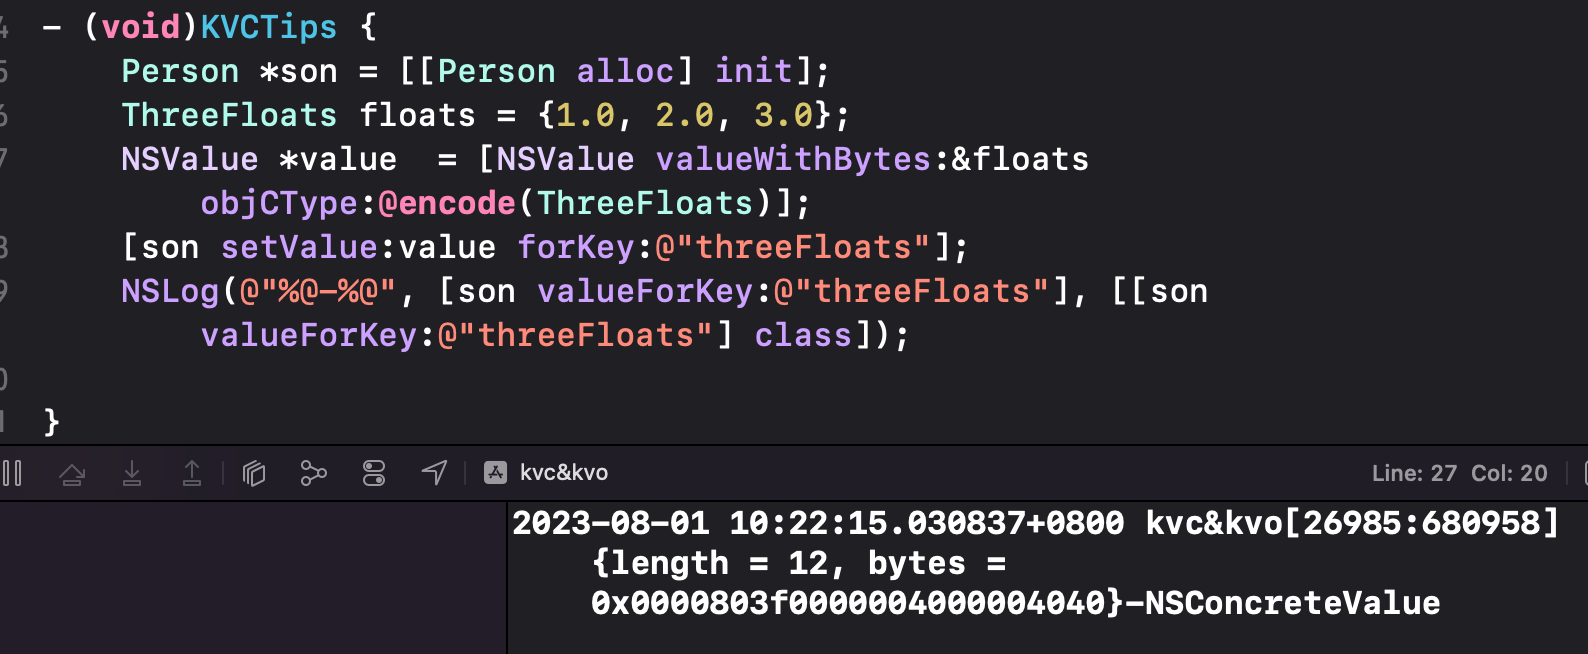 4 - (void)KVCTips {
5 Person *son = [[Person alloc] init];
6 ThreeFloats floats = {1.0, 2.0, 3.0};
7 NSValue *value  = [NSValue valueWithBytes:&floats
objCType:@encode(ThreeFloats)];
8 [son setValue:value forKey:@"threeFloats"];
9 NSLog(@"%@-%@", [son valueForKey:@"threeFloats"], [[son
valueForKey:@"threeFloats"] class]);
0
1 }
kvc&kvo Line: 27 Col: 20
2023-08-01 10:22:15.030837+0800 kvc&kvo[26985:680958]
{length = 12, bytes =
0x0000803f0000004000004040}-NSConcreteValue